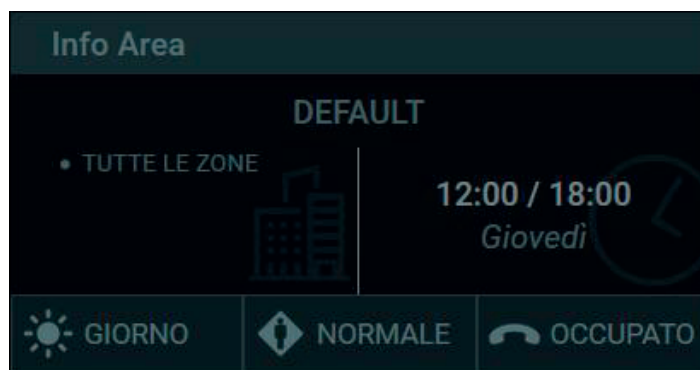 Info Area
DEFAULT
• TUTTE LE ZONE
12:00 / 18:00
Giovedì
GIORNO
NORMALE
OCCUPATO